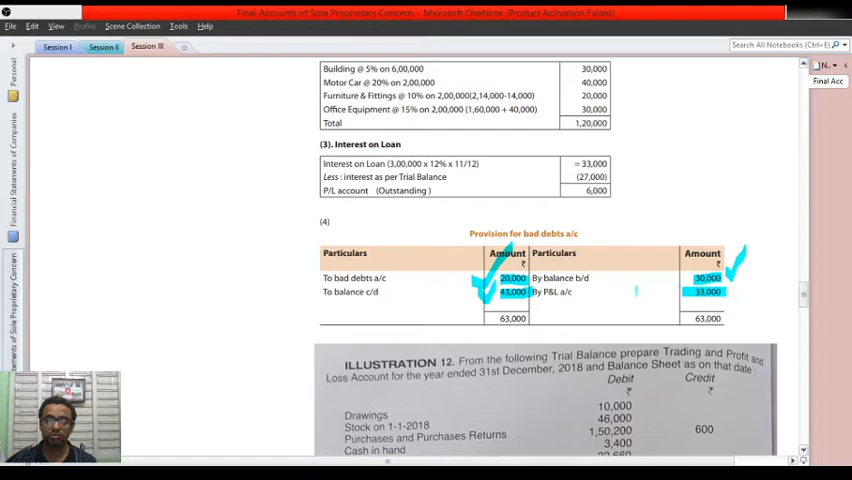 Final Accounts of Sole Proprietary Concern - Microsoft OneNote (Product Activation Failed)
File Edit View Profile Scene Collection Tools Help
Session I Session II Session III Search All Notebooks (Ctrl+E)
Personal
Financial Statements of Companies
Final Acc
Building @ 5% on 6,00,000 30,000
Motor Car @ 20% on 2,00,000 40,000
Furniture & Fittings @ 10% on 2,00,000(2,14,000-14,000) 20,000
Office Equipment @ 15% on 2,00,000 (1,60,000 + 40,000) 30,000
Total 1,20,000
(3). Interest on Loan
Interest on Loan (3,00,000 x 12% x 11/12) = 33,000
Less : interest as per Trial Balance (27,000)
P/L account (Outstanding ) 6,000
(4)
Provision for bad debts a/c
Particulars Amount Particulars Amount
₹ ₹
To bad debts a/c 20,000 By balance b/d 30,000
To balance c/d 43,000 By P&L a/c 33,000
63,000 63,000
ILLUSTRATION 12. From the following Trial Balance prepare Trading and Profit and
Loss Account for the year ended 31st December, 2018 and Balance Sheet as on that date :
Debit Credit
₹ ₹
Drawings 10,000
Stock on 1-1-2018 46,000
Purchases and Purchases Returns 1,50,200 600
Cash in hand 3,400